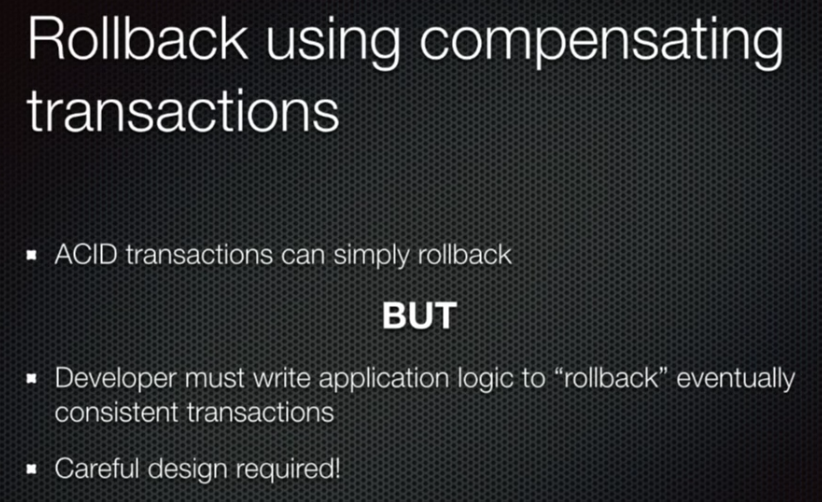 Rollback using compensating
transactions
ACID transactions can simply rollback
BUT
Developer must write application logic to “rollback” eventually
consistent transactions
Careful design required!